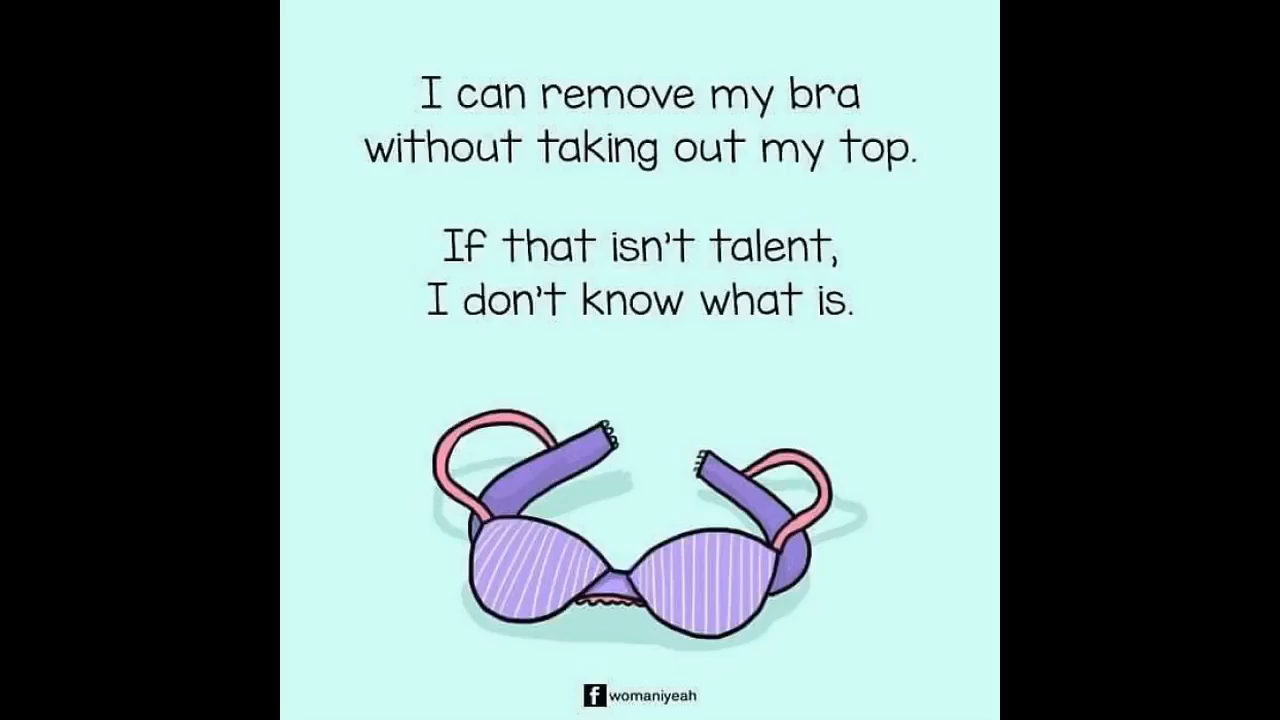 I can remove my bra
without taking out my top.
If that isn't talent,
I don't know what is.
f womaniyeah